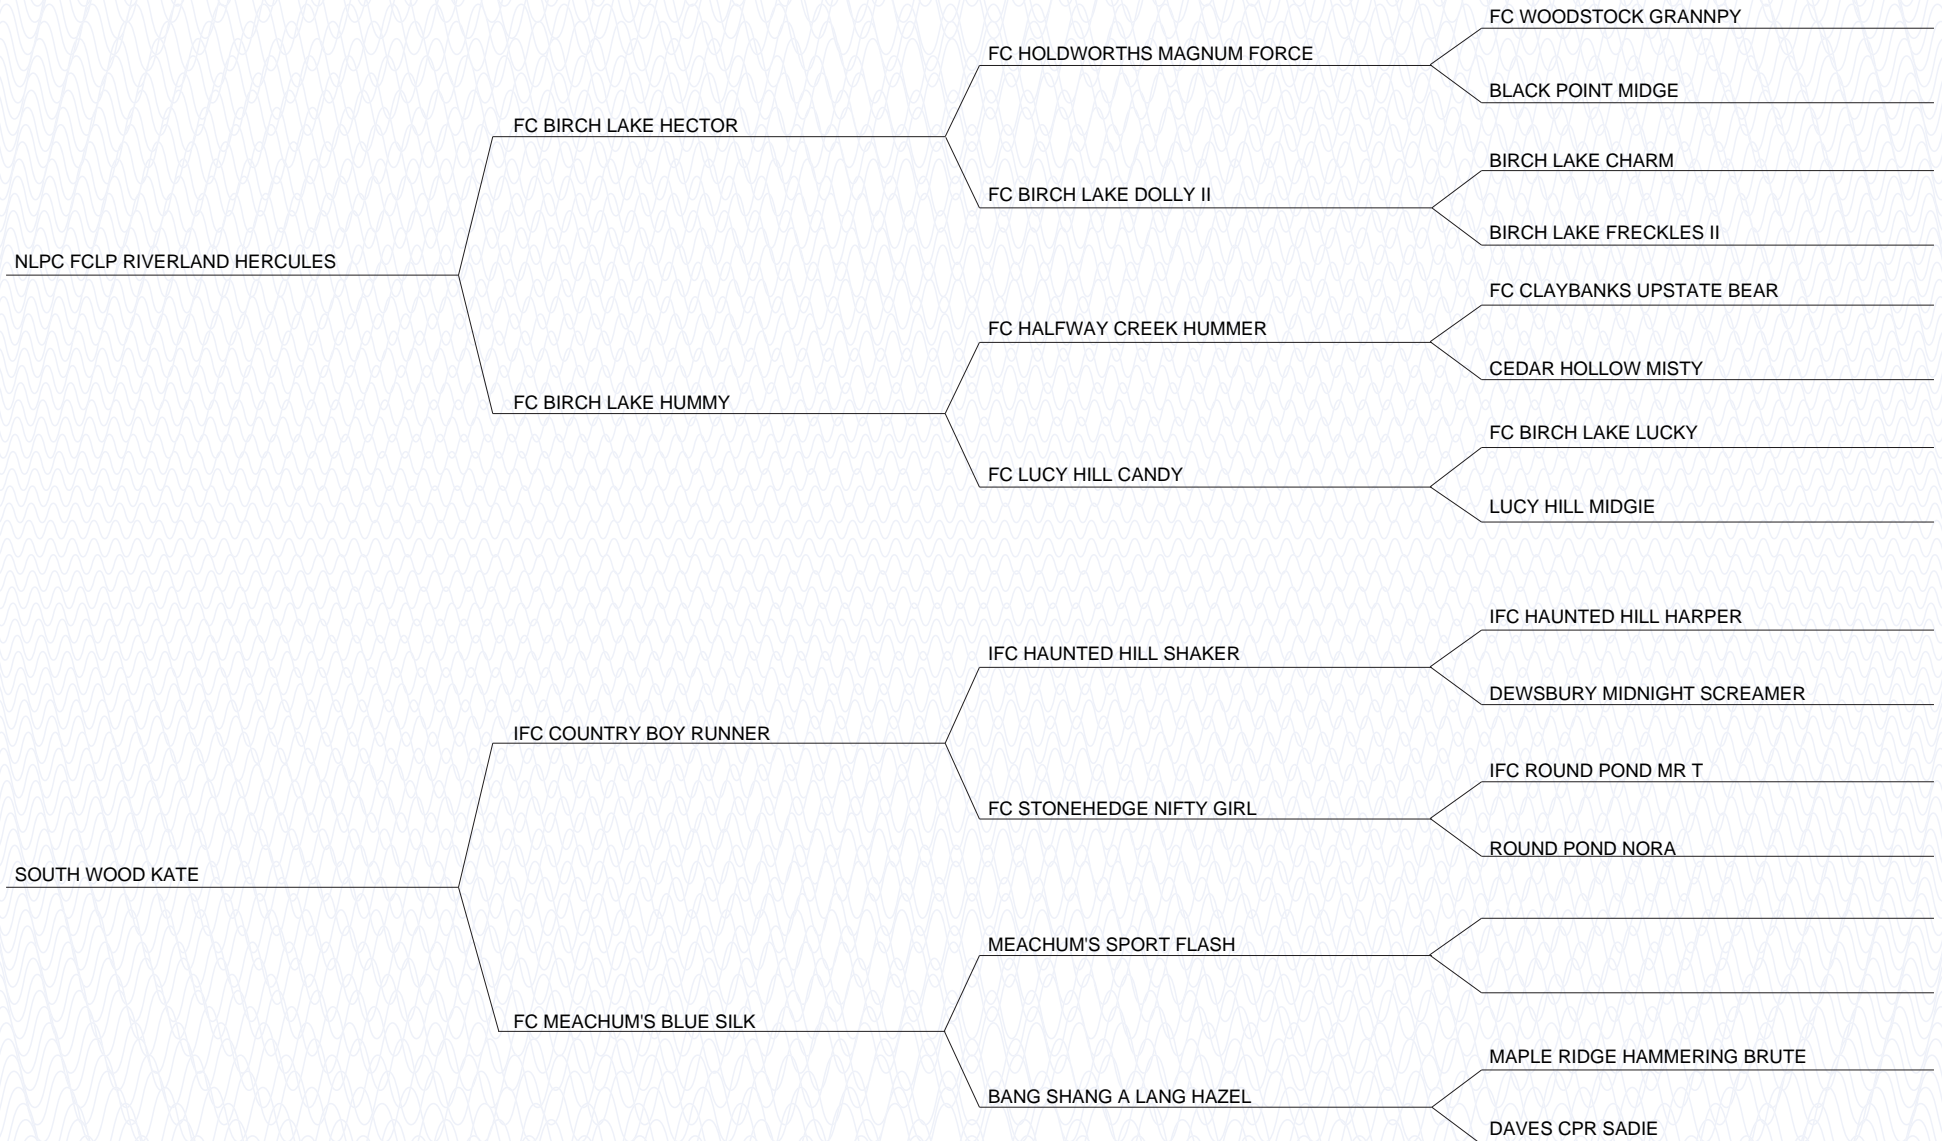 FC WOODSTOCK GRANNPY
FC HOLDWORTHS MAGNUM FORCE
BLACK POINT MIDGE
FC BIRCH LAKE HECTOR
BIRCH LAKE CHARM
FC BIRCH LAKE DOLLY II
BIRCH LAKE FRECKLES II
NLPC FCLP RIVERLAND HERCULES
FC CLAYBANKS UPSTATE BEAR
FC HALFWAY CREEK HUMMER
CEDAR HOLLOW MISTY
FC BIRCH LAKE HUMMY
FC BIRCH LAKE LUCKY
FC LUCY HILL CANDY
LUCY HILL MIDGIE
IFC HAUNTED HILL HARPER
IFC HAUNTED HILL SHAKER
DEWSBURY MIDNIGHT SCREAMER
IFC COUNTRY BOY RUNNER
IFC ROUND POND MR T
FC STONEHEDGE NIFTY GIRL
ROUND POND NORA
SOUTH WOOD KATE
MEACHUM'S SPORT FLASH
FC MEACHUM'S BLUE SILK
MAPLE RIDGE HAMMERING BRUTE
BANG SHANG A LANG HAZEL
DAVES CPR SADIE